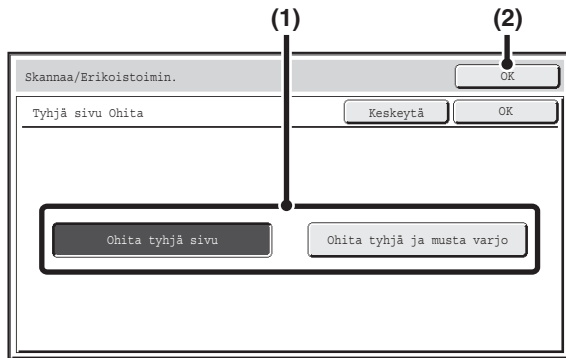 (1) (2)
Skannaa/Erikoistoimin. OK
Tyhjä sivu Ohita Keskeytä OK
Ohita tyhjä sivu Ohita tyhjä ja musta varjo